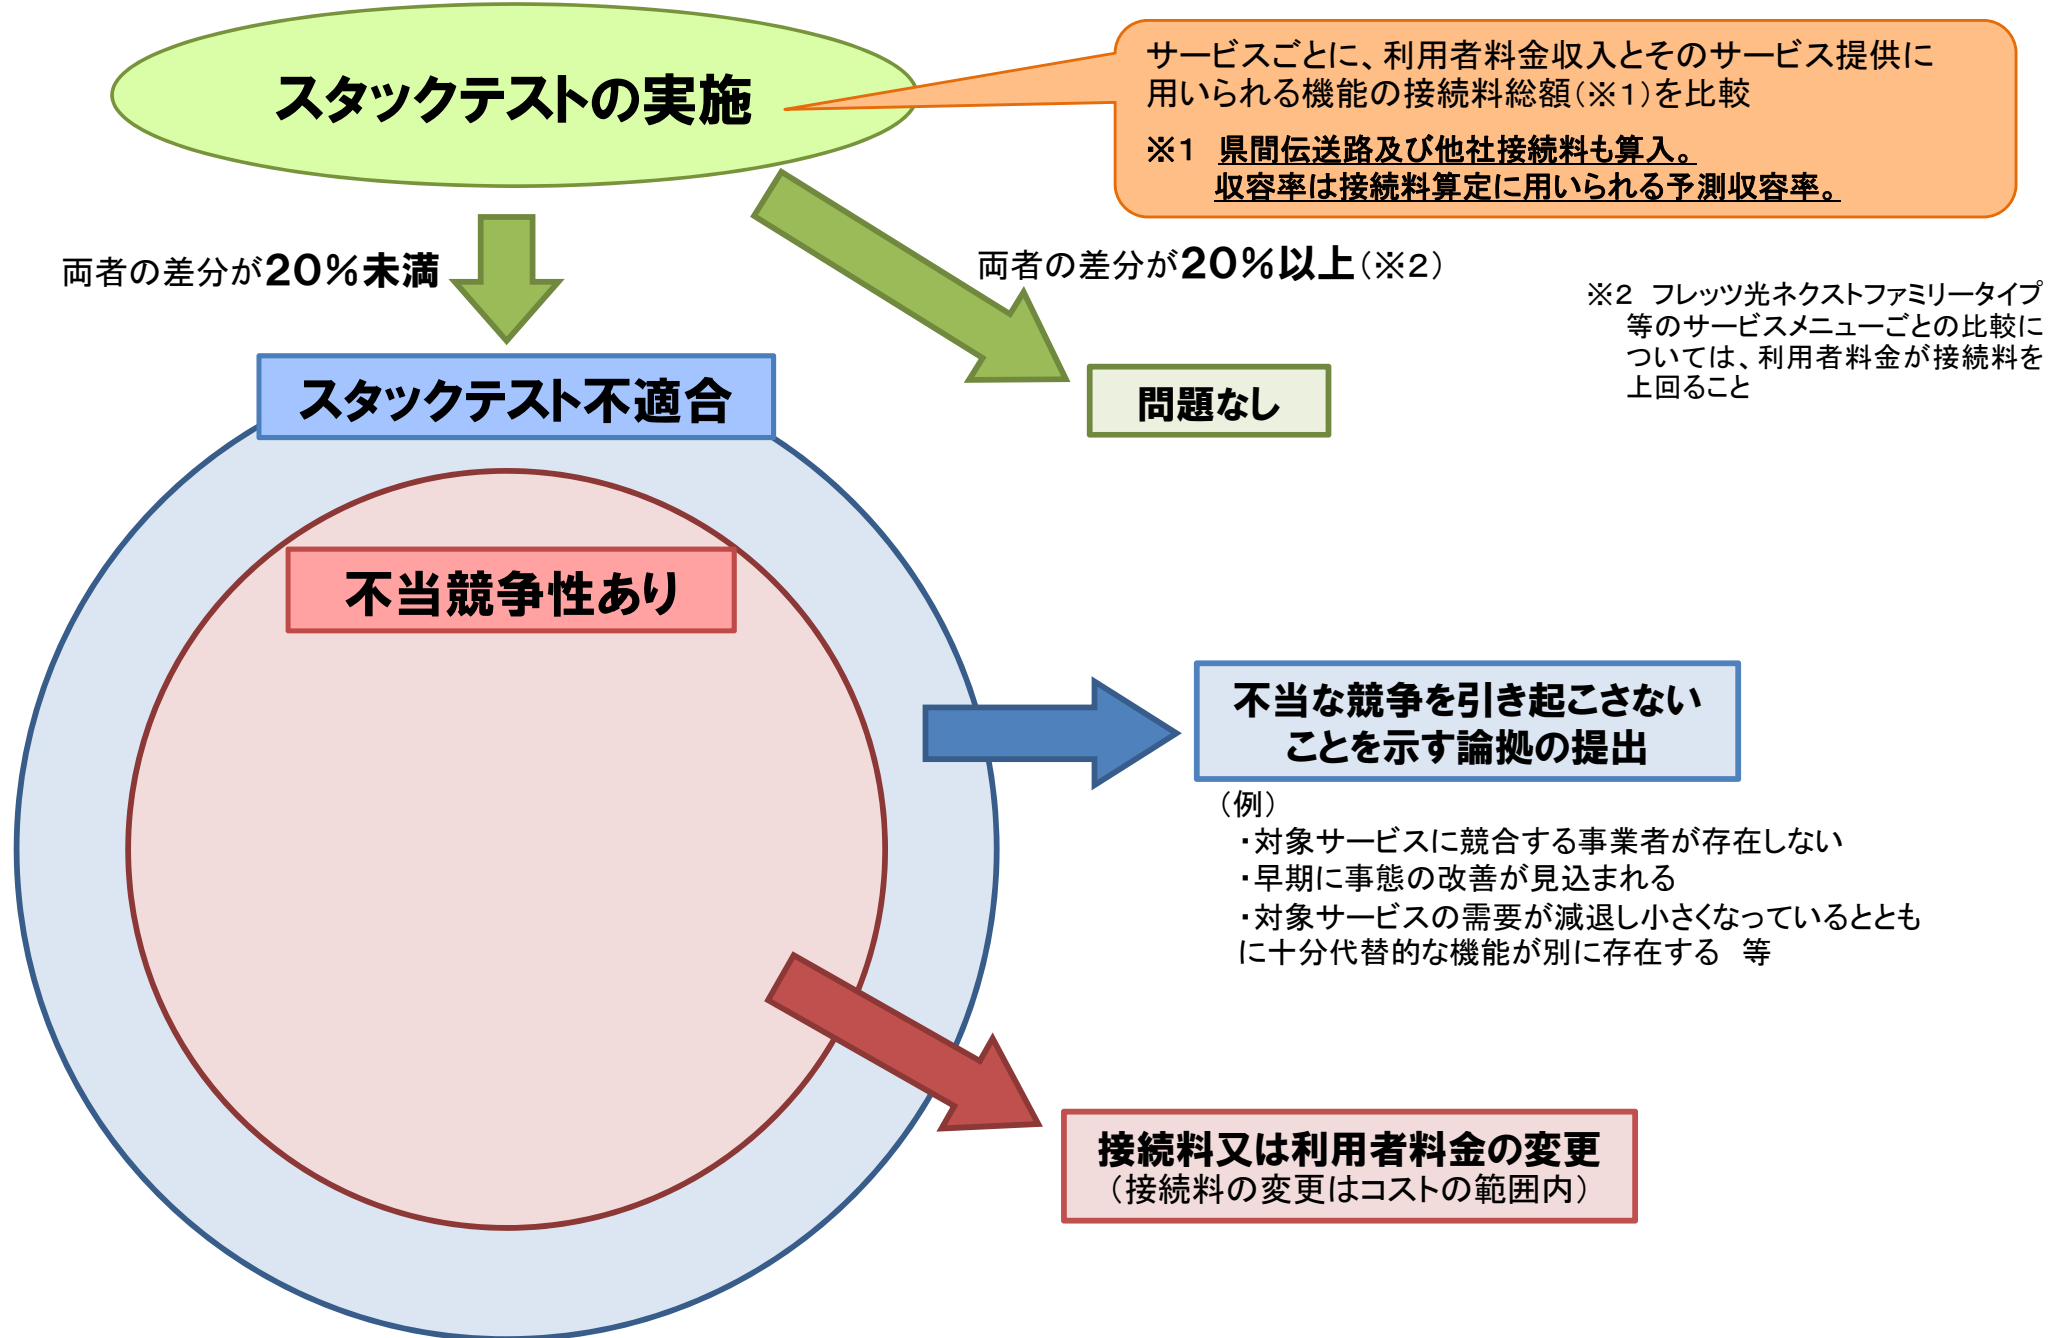 スタックテストの実施
サービスごとに、利用者料金収入とそのサービス提供に
用いられる機能の接続料総額(※1)を比較
※1　県間伝送路及び他社接続料も算入。
収容率は接続料算定に用いられる予測収容率。
両者の差分が20%未満
両者の差分が20%以上(※2)
※2　フレッツ光ネクストファミリータイプ
等のサービスメニューごとの比較に
ついては、利用者料金が接続料を
上回ること
スタックテスト不適合
問題なし
不当競争性あり
不当な競争を引き起こさない
ことを示す論拠の提出
(例)
・対象サービスに競合する事業者が存在しない
・早期に事態の改善が見込まれる
・対象サービスの需要が減退し小さくなっているととも
に十分代替的な機能が別に存在する　等
接続料又は利用者料金の変更
(接続料の変更はコストの範囲内)